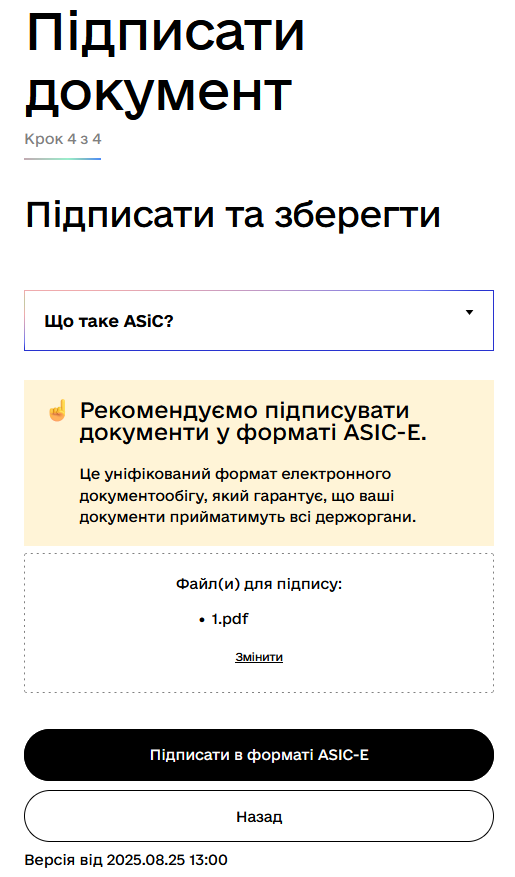 Підписати
документ
Крок 4 з 4
Підписати та зберегти
Що таке ASiC?
Рекомендуємо підписувати
документи у форматі ASIC-E.
Це уніфікований формат електронного
документообігу, який гарантує, що ваші
документи прийматимуть всі держоргани.
Файл(и) для підпису:
• 1.pdf
Змінити
Підписати в форматі ASIC-E
Назад
Версія від 2025.08.25 13:00